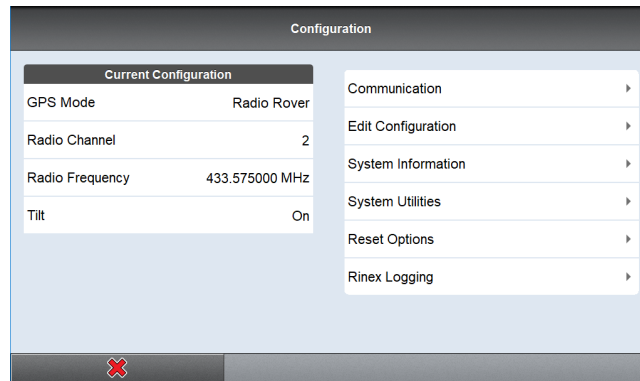 Configuration
Current Configuration
GPS Mode Radio Rover
Radio Channel 2
Radio Frequency 433.575000 MHz
Tilt On
Communication
Edit Configuration
System Information
System Utilities
Reset Options
Rinex Logging